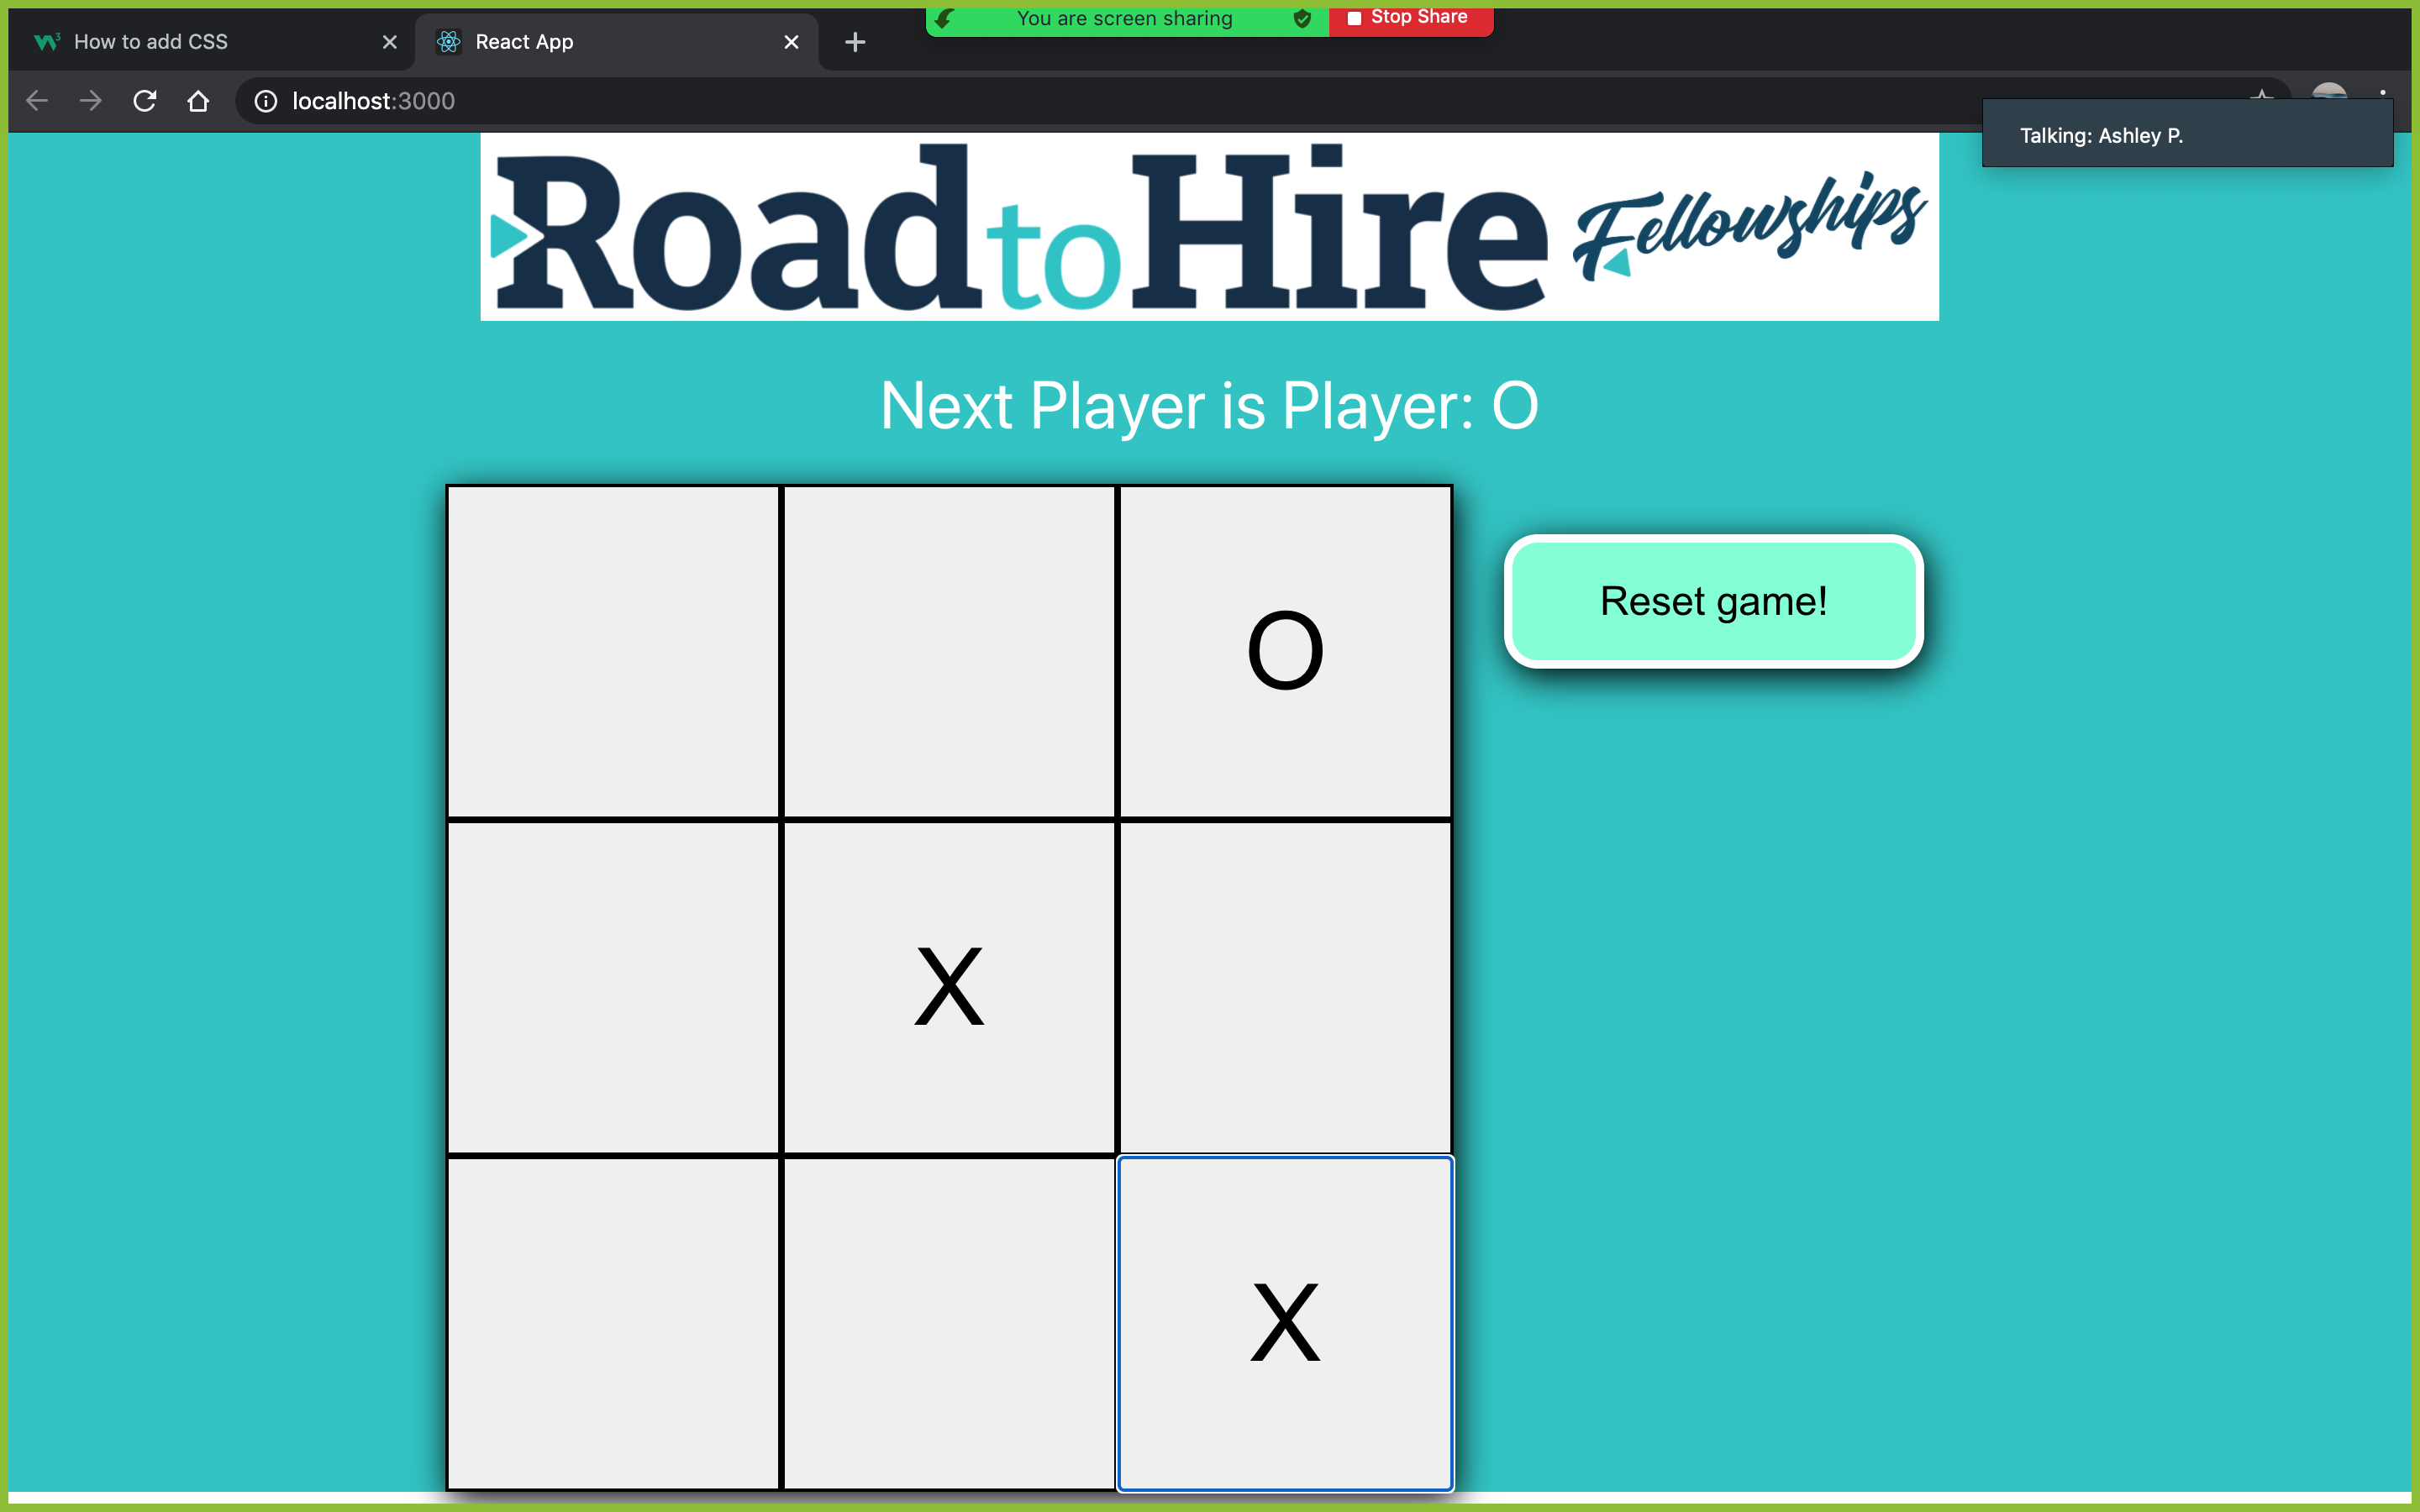 You are screen sharing Stop Share
How to add CSS React App
localhost:3000
Talking: Ashley P.
RoadtoHire Fellowships
Next Player is Player: O
O
Reset game!
X
X